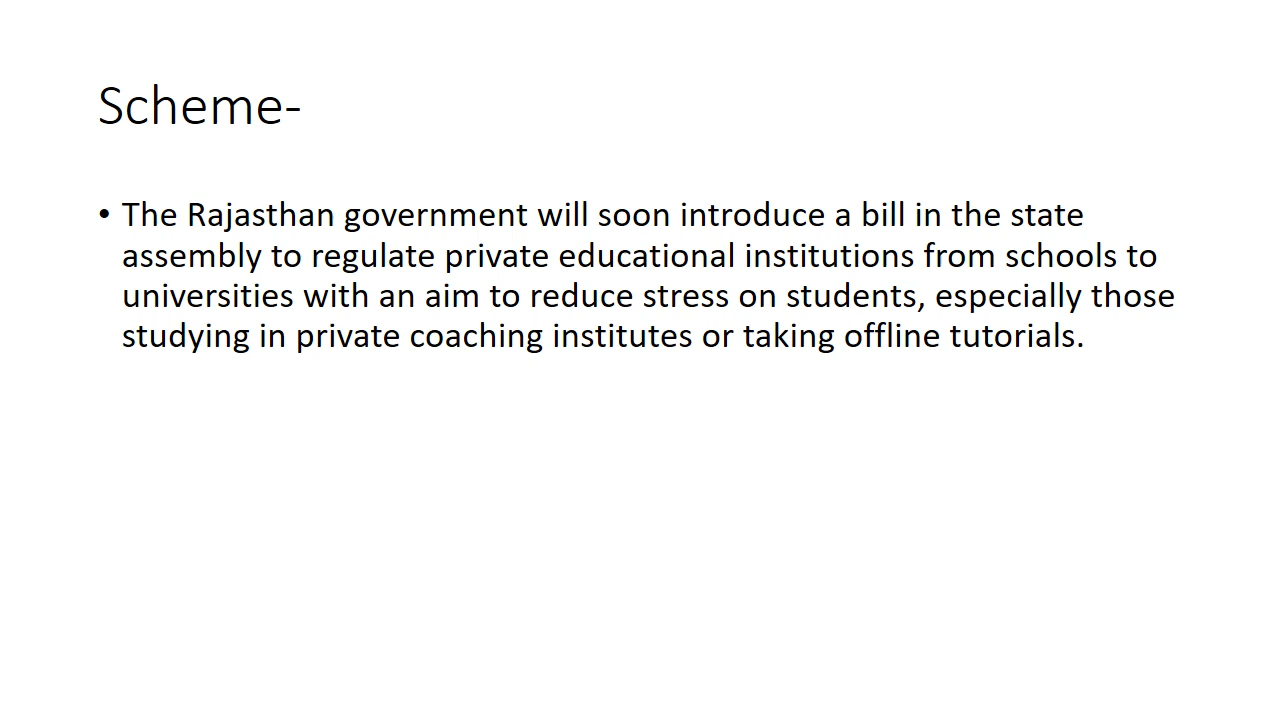 Scheme-
• The Rajasthan government will soon introduce a bill in the state
assembly to regulate private educational institutions from schools to
universities with an aim to reduce stress on students, especially those
studying in private coaching institutes or taking offline tutorials.